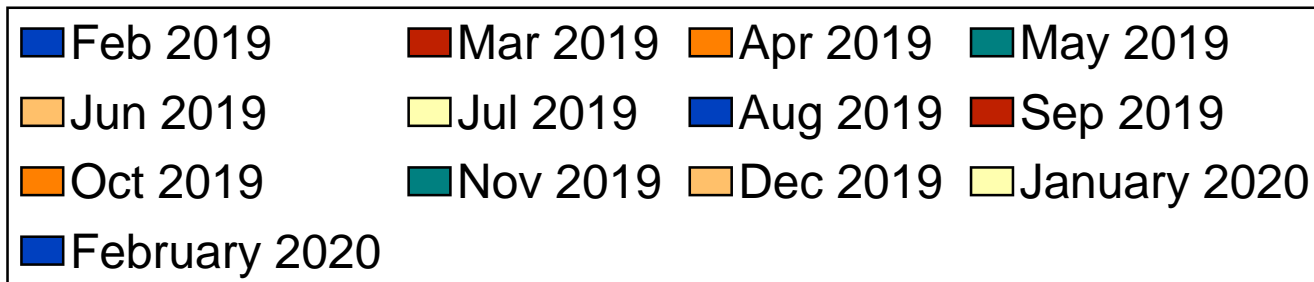 Feb 2019 Mar 2019 Apr 2019 May 2019
Jun 2019 Jul 2019 Aug 2019 Sep 2019
Oct 2019 Nov 2019 Dec 2019 January 2020
February 2020